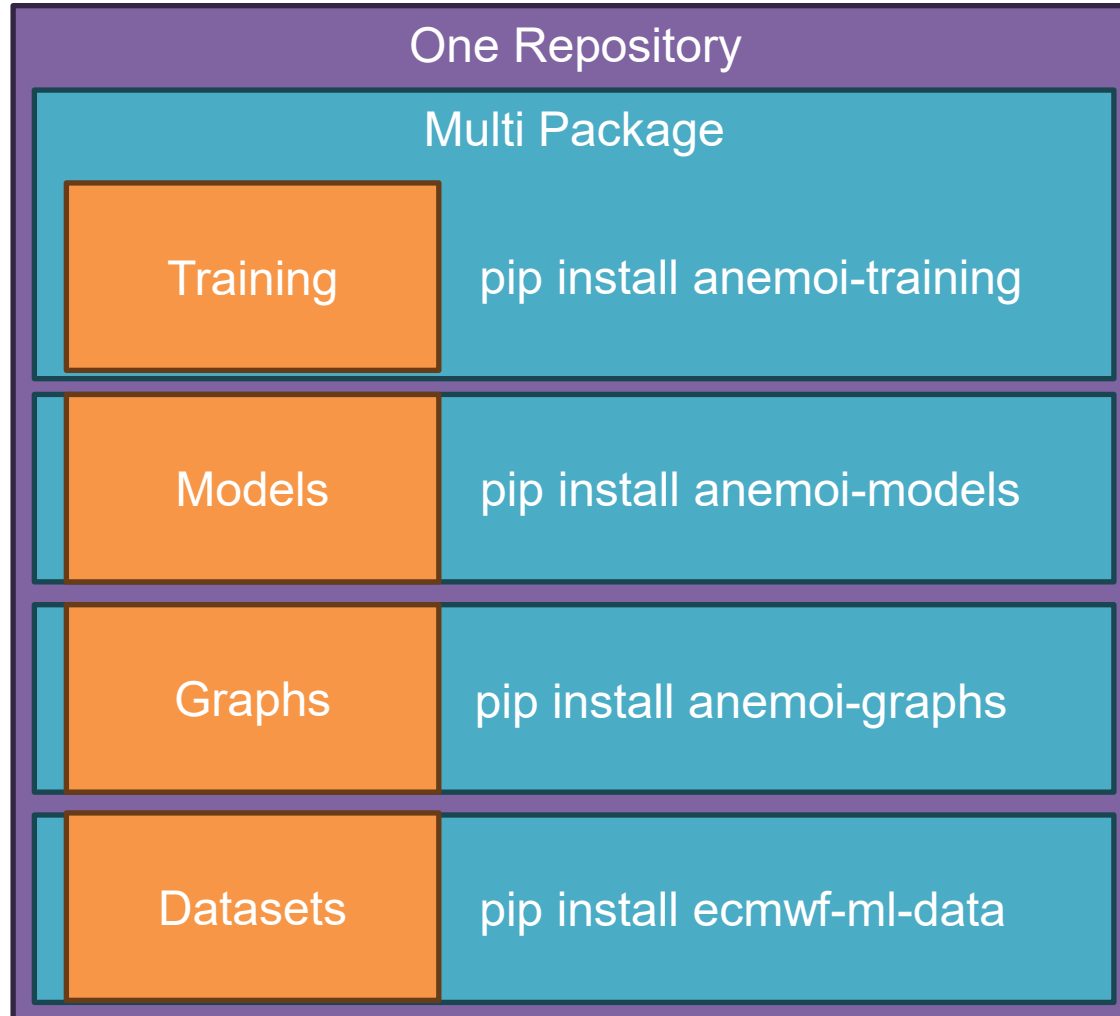 One Repository
Multi Package
Training
pip install anemoi-training
Models
pip install anemoi-models
Graphs
pip install anemoi-graphs
Datasets
pip install ecmwf-ml-data